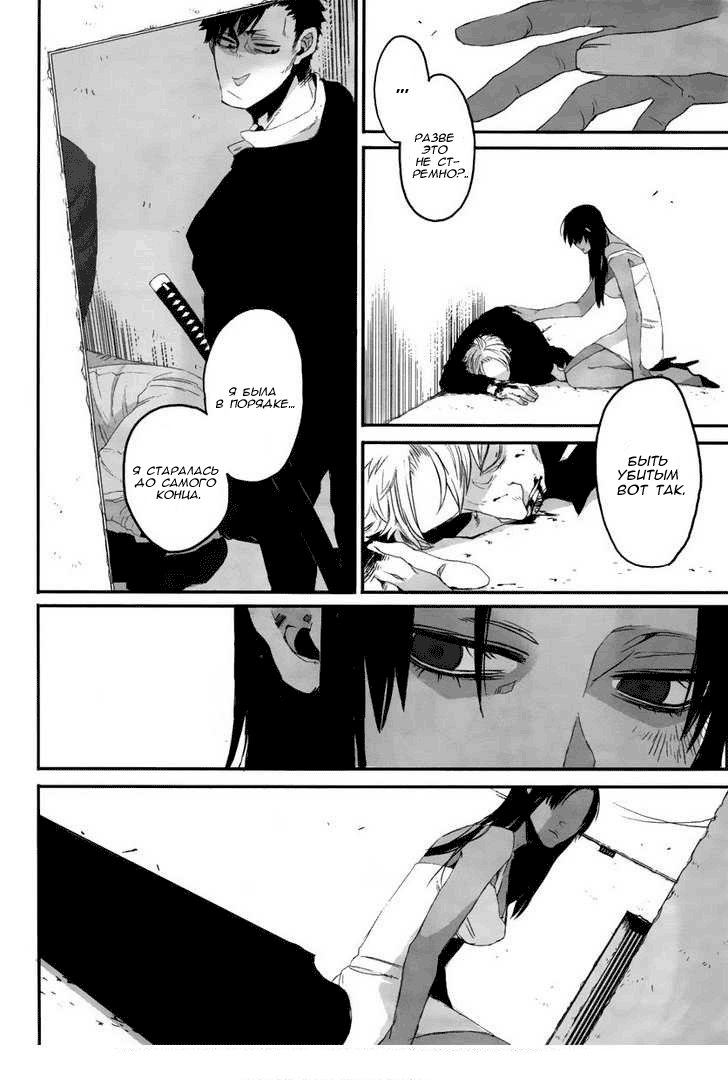 ...
РАЗВЕ
ЭТО
НЕ СТ-
РЕМНО?..
БЫТЬ
УБИТЫМ
ВОТ ТАК.
Я БЫЛА
В ПОРЯДКЕ...
Я СТАРАЛАСЬ
ДО САМОГО
КОНЦА.